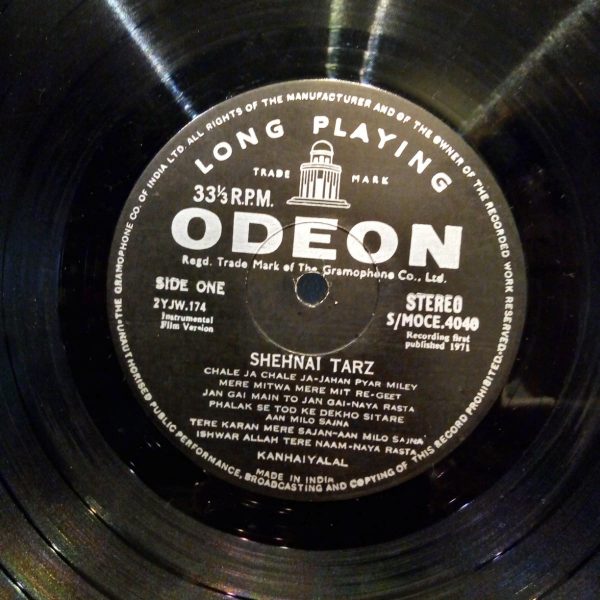 UNAUTHORISED PUBLIC PERFORMANCE, BROADCASTING AND COPYING OF THIS RECORD PROHIBITED. THE GRAMOPHONE CO. OF INDIA LTD. ALL RIGHTS OF THE MANUFACTURER AND OF THE OWNER OF THE RECORDED WORK RESERVED.
LONG PLAYING
TRADE MARK
33⅓ R.P.M.
ODEON
Regd. Trade Mark of The Gramophone Co., Ltd.
SIDE ONE
2YJW.174
Instrumental
Film Version
STEREO
S/MOCE.4040
Recording first
published 1971
SHEHNAI TARZ
CHALE JA CHALE JA-JAHAN PYAR MILEY
MERE MITWA MERE MIT RE-GEET
JAN GAI MAIN TO JAN GAI-NAYA RASTA
PHALAK SE TOD KE DEKHO SITARE
AAN MILO SAJNA
TERE KARAN MERE SAJAN-AAN MILO SAJNA
ISHWAR ALLAH TERE NAAM-NAYA RASTA
KANHAIYALAL
MADE IN INDIA